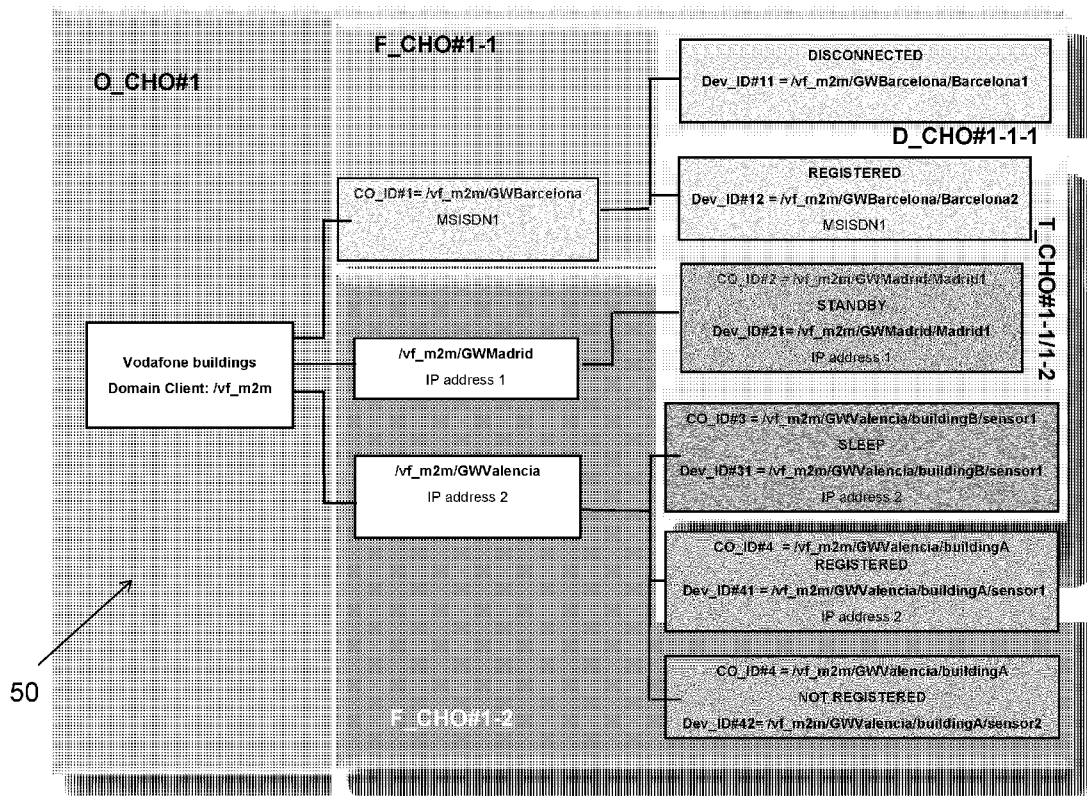 O_CHO#1
F_CHO#1-1
DISCONNECTED
Dev_ID#11 = /vf_m2m/GWBarcelona/Barcelona1
D_CHO#1-1-1
CO_ID#1= /vf_m2m/GWBarcelona
MSISDN1
REGISTERED
Dev_ID#12 = /vf_m2m/GWBarcelona/Barcelona2
MSISDN1
T_CHO#1-1/1-2
CO_ID#2 = /vf_m2m/GWMadrid/Madrid1
STANDBY
Dev_ID#21= /vf_m2m/GWMadrid/Madrid1
IP address 1
Vodafone buildings
Domain Client: /vf_m2m
/vf_m2m/GWMadrid
IP address 1
/vf_m2m/GWValencia
IP address 2
CO_ID#3 = /vf_m2m/GWValencia/buildingB/sensor1
SLEEP
Dev_ID#31 = /vf_m2m/GWValencia/buildingB/sensor1
IP address 2
CO_ID#4 = /vf_m2m/GWValencia/buildingA
REGISTERED
Dev_ID#41 = /vf_m2m/GWValencia/buildingA/sensor1
IP address 2
CO_ID#4 = /vf_m2m/GWValencia/buildingA
NOT REGISTERED
Dev_ID#42= /vf_m2m/GWValencia/buildingA/sensor2
F_CHO#1-2
50